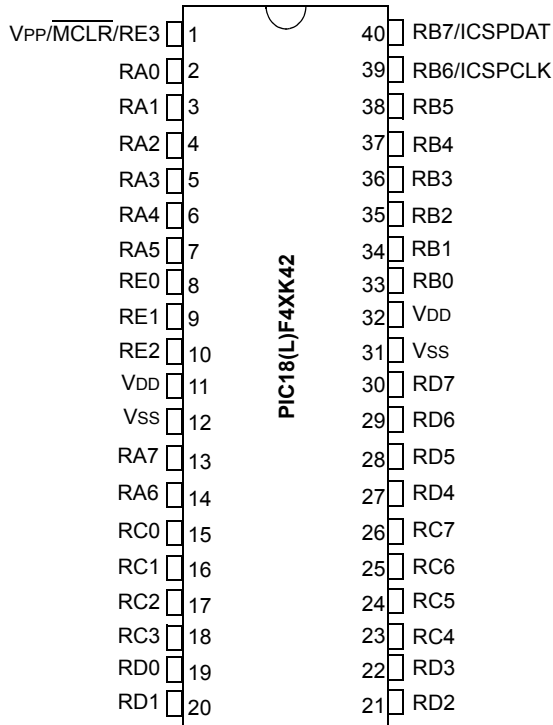 VPP/MCLR/RE3 1 40 RB7/ICSPDAT
RA0 2 39 RB6/ICSPCLK
RA1 3 38 RB5
RA2 4 37 RB4
RA3 5 36 RB3
RA4 6 35 RB2
RA5 7 34 RB1
RE0 8 33 RB0
RE1 9 32 VDD
RE2 10 31 VSS
VDD 11 30 RD7
VSS 12 29 RD6
RA7 13 28 RD5
RA6 14 27 RD4
RC0 15 26 RC7
RC1 16 25 RC6
RC2 17 24 RC5
RC3 18 23 RC4
RD0 19 22 RD3
RD1 20 21 RD2
PIC18(L)F4XK42